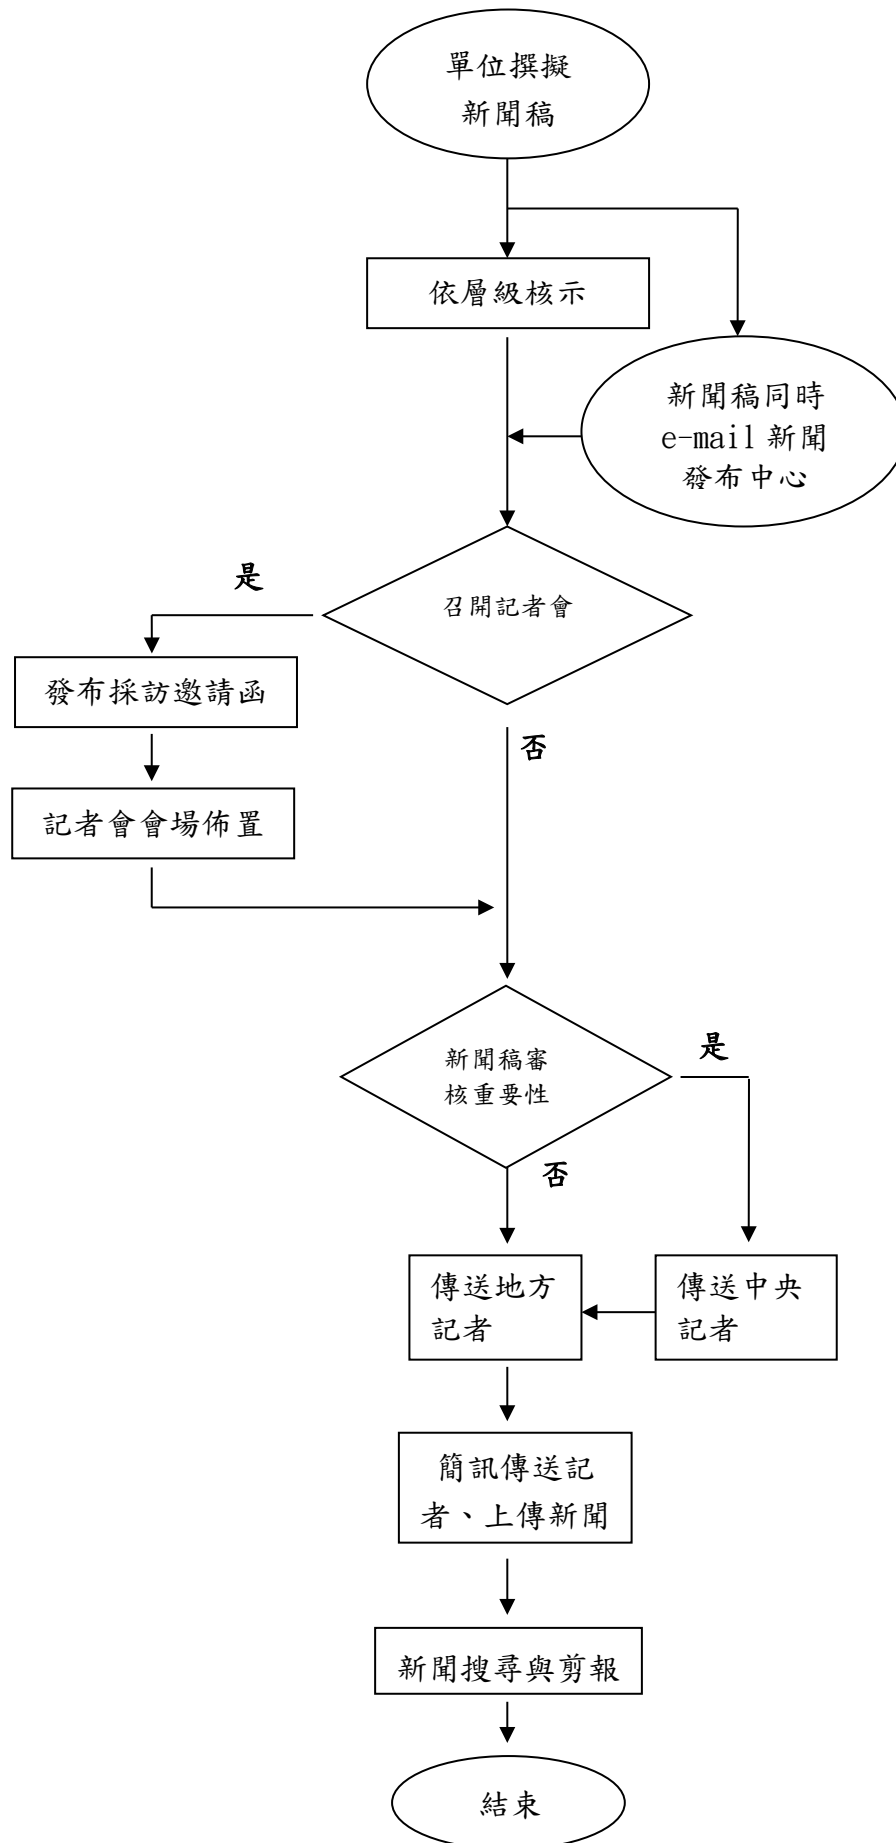 單位撰擬
新聞稿
依層級核示
新聞稿同時
e-mail 新聞
發布中心
是
召開記者會
發布採訪邀請函
否
記者會會場佈置
是
新聞稿審
核重要性
否
傳送地方
記者
傳送中央
記者
簡訊傳送記
者、上傳新聞
新聞搜尋與剪報
結束